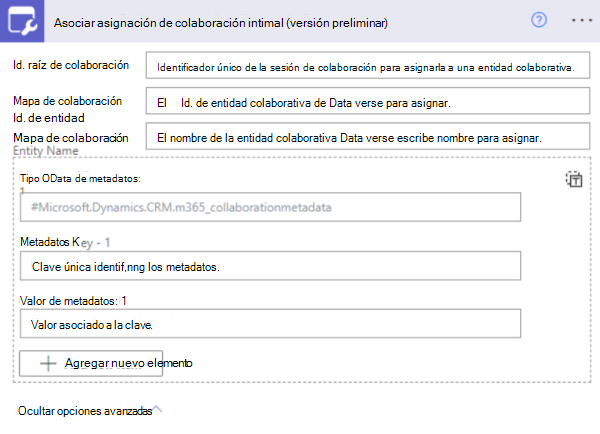 Asociar asignación de colaboración intimal (versión preliminar)
Id. raíz de colaboración
Identificador único de la sesión de colaboración para asignarla a una entidad colaborativa.
Mapa de colaboración
Id. de entidad
El Id. de entidad colaborativa de Data verse para asignar.
Mapa de colaboración
Entity Name
El nombre de la entidad colaborativa Data verse escribe nombre para asignar.
Tipo OData de metadatos:
1
#Microsoft.Dynamics.CRM.m365_collaborationmetadata
Metadatos Key - 1
Clave única identif,nng los metadatos.
Valor de metadatos: 1
Valor asociado a la clave.
Agregar nuevo elemento
Ocultar opciones avanzadas